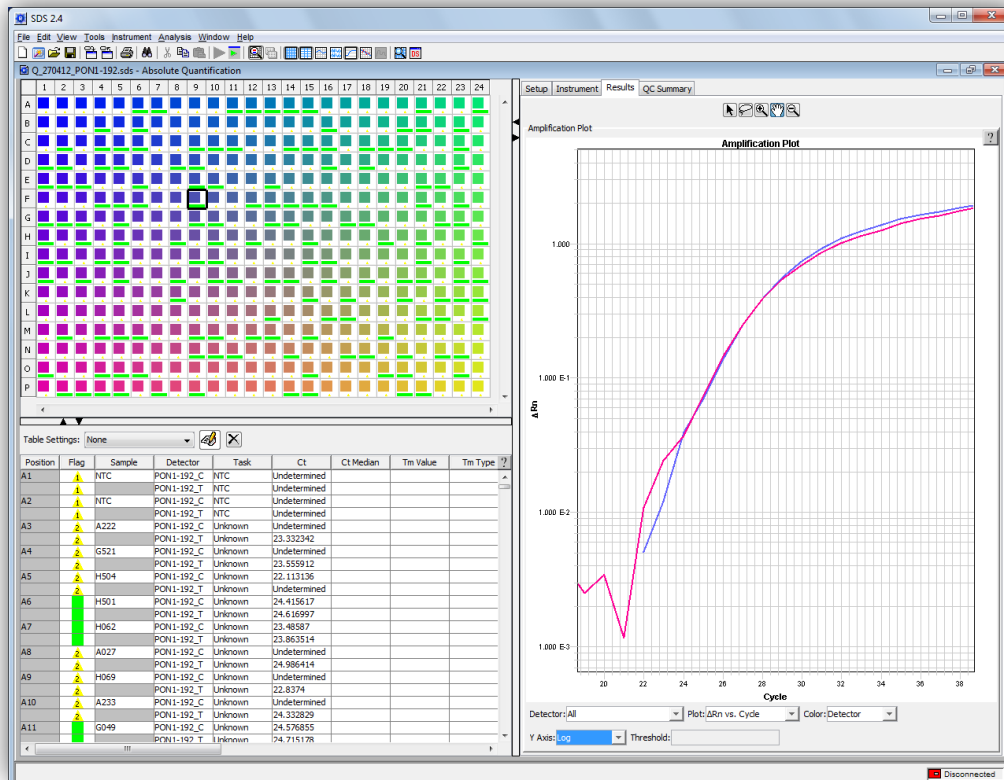 SDS 2.4
File Edit View Tools Instrument Analysis Window Help
Q_270412_PON1-192.sds - Absolute Quantification
1 2 3 4 5 6 7 8 9 10 11 12 13 14 15 16 17 18 19 20 21 22 23 24
A
B
C
D
E
F
G
H
I
J
K
L
M
N
O
P
Table Settings: None
Position Flag Sample Detector Task Ct Ct Median Tm Value Tm Type ?
A1 1 NTC PON1-192_C NTC Undetermined
1 PON1-192_T NTC Undetermined
A2 1 NTC PON1-192_C NTC Undetermined
1 PON1-192_T NTC Undetermined
A3 2 A222 PON1-192_C Unknown Undetermined
2 PON1-192_T Unknown 23.332342
A4 2 G521 PON1-192_C Unknown Undetermined
2 PON1-192_T Unknown 23.555912
A5 2 H504 PON1-192_C Unknown 22.113136
2 PON1-192_T Unknown Undetermined
A6 H501 PON1-192_C Unknown 24.415617
PON1-192_T Unknown 24.616997
A7 H062 PON1-192_C Unknown 23.48587
PON1-192_T Unknown 23.863514
A8 2 A027 PON1-192_C Unknown Undetermined
2 PON1-192_T Unknown 24.986414
A9 2 H069 PON1-192_C Unknown Undetermined
2 PON1-192_T Unknown 22.8374
A10 2 A233 PON1-192_C Unknown Undetermined
2 PON1-192_T Unknown 24.332829
A11 G049 PON1-192_C Unknown 24.576855
PON1-192_T Unknown 24.715178
Setup Instrument Results QC Summary
Amplification Plot
?
Amplification Plot
1.000
1.000 E-1
1.000 E-2
1.000 E-3
ΔRn
20 22 24 26 28 30 32 34 36 38
Cycle
Detector: All Plot: ΔRn vs. Cycle Color: Detector
Y Axis: Log Threshold:
Disconnected